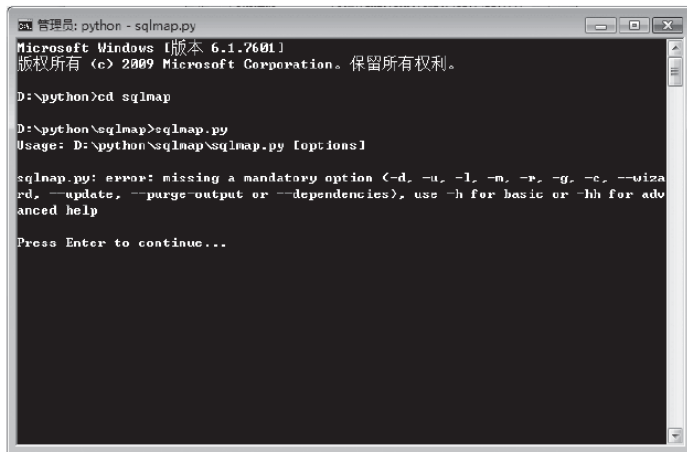 管理员: python - sqlmap.py
Microsoft Windows [版本 6.1.7601]
版权所有 (c) 2009 Microsoft Corporation。保留所有权利。
D:\python>cd sqlmap
D:\python\sqlmap>sqlmap.py
Usage: D:\python\sqlmap\sqlmap.py [options]
sqlmap.py: error: missing a mandatory option (-d, -u, -l, -m, -r, -g, -c, --wiza
rd, --update, --purge-output or --dependencies), use -h for basic or -hh for adv
anced help
Press Enter to continue...